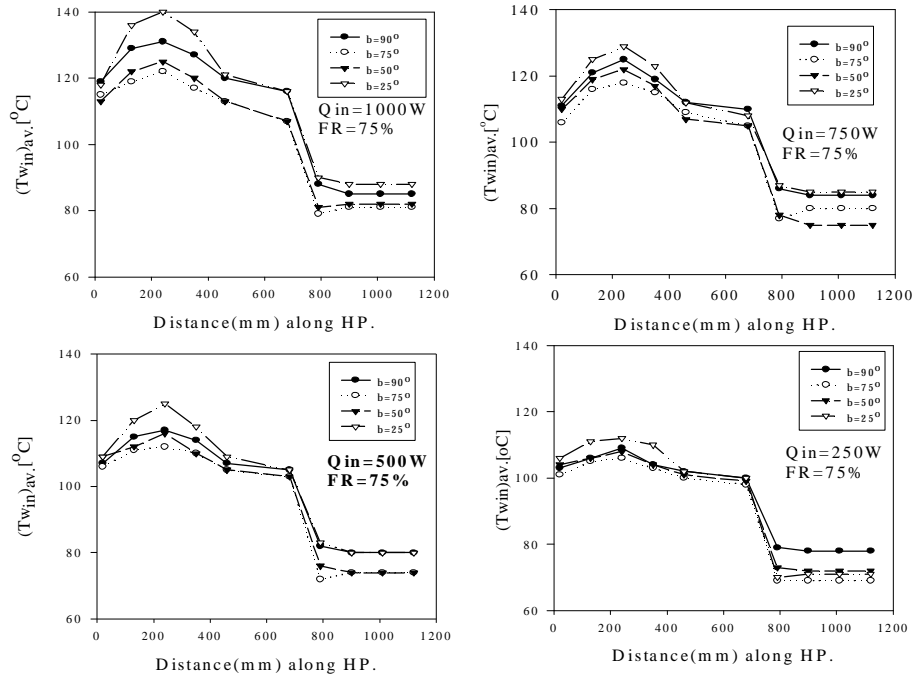 140
120
100
80
60
(Twin)av.[°C]
b=90°
b=75°
b=50°
b=25°
Qin=1000W
FR=75%
0 200 400 600 800 1000 1200
Distance(mm) along HP.
140
120
100
80
60
(Twin)av.[°C]
b=90°
b=75°
b=50°
b=25°
Qin=750W
FR=75%
0 200 400 600 800 1000 1200
Distance(mm) along HP.
140
120
100
80
60
(Twin)av.[°C]
b=90°
b=75°
b=50°
b=25°
Qin=500W
FR=75%
0 200 400 600 800 1000 1200
Distance(mm) along HP.
140
120
100
80
60
(Twin)av.[oC]
b=90°
b=75°
b=50°
b=25°
Qin=250W
FR=75%
0 200 400 600 800 1000 1200
Distance(mm) along HP.